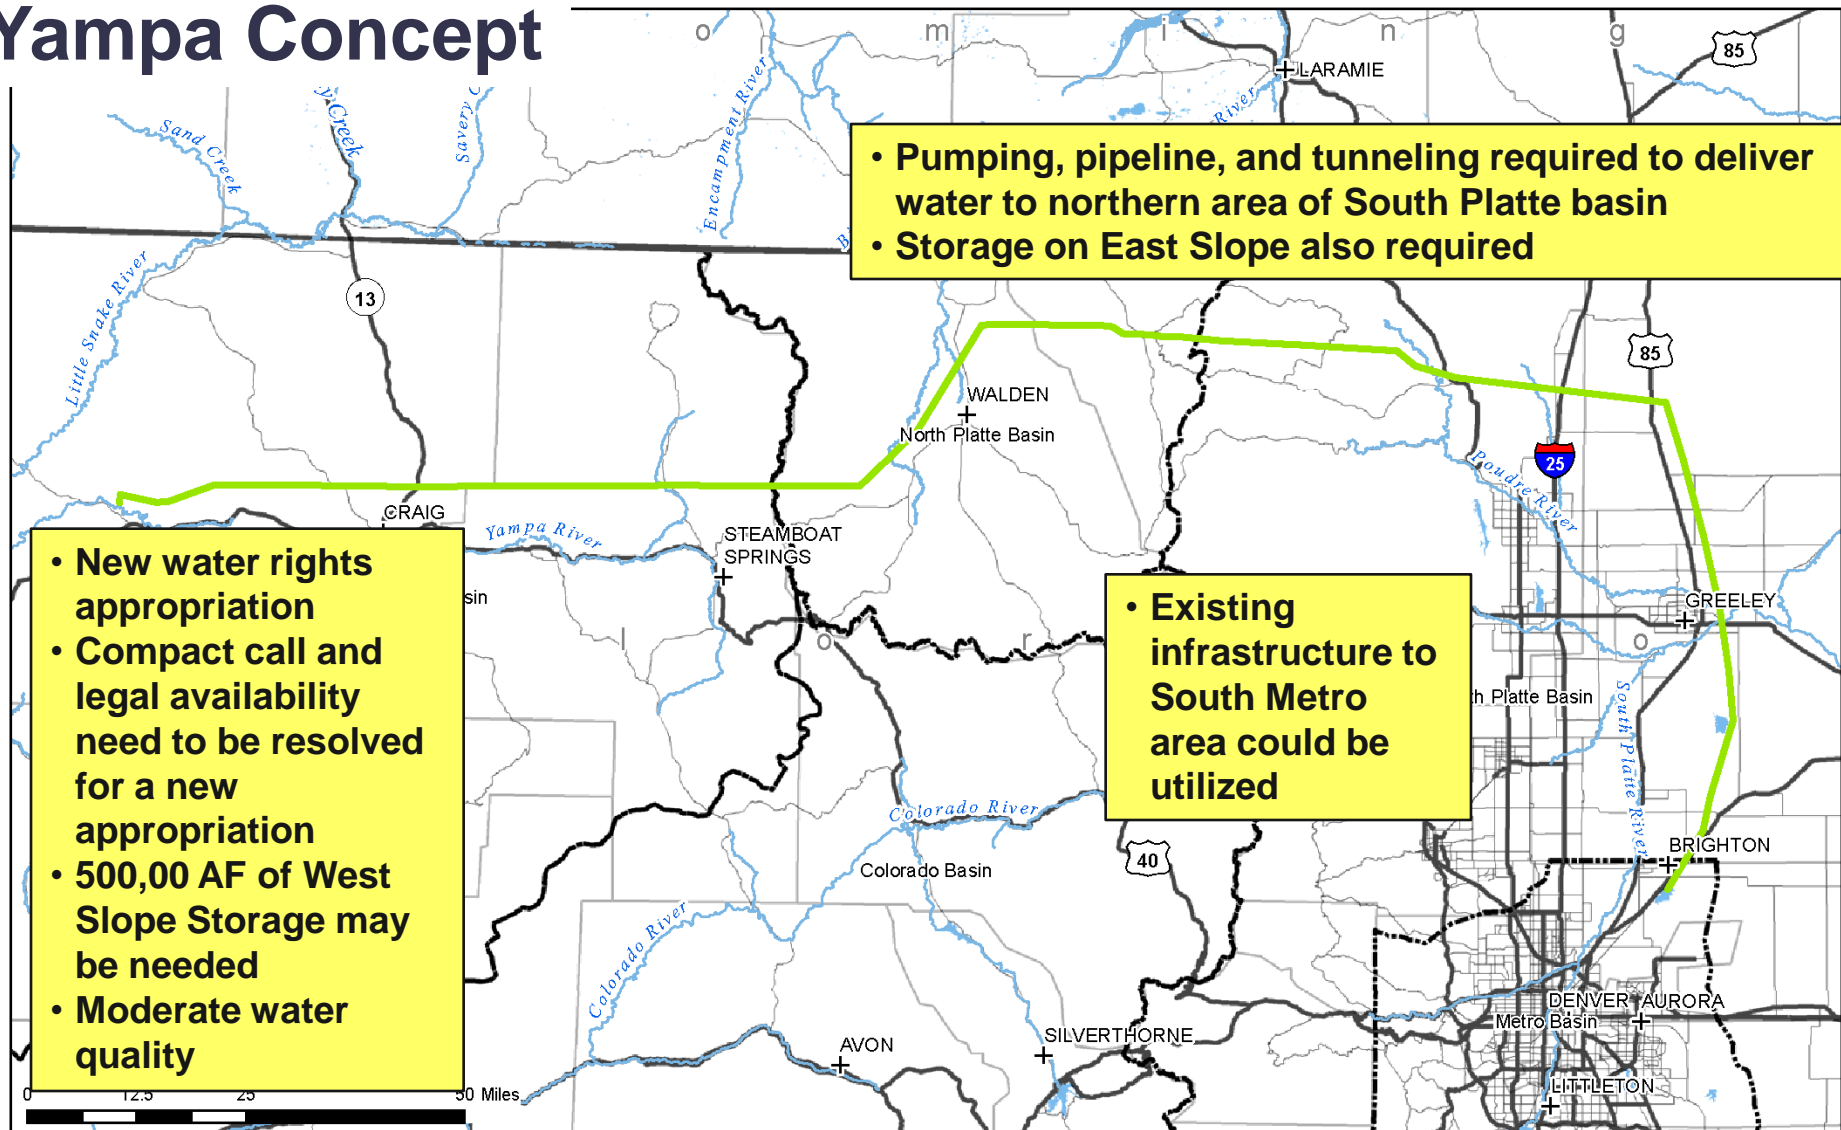 Yampa Concept
o m i n g
85
LARAMIE
River
Encampment River
Savery C
y Creek
Sand Creek
• Pumping, pipeline, and tunneling required to deliver
water to northern area of South Platte basin
• Storage on East Slope also required
Little Snake River
13
85
WALDEN
North Platte Basin
25
Poudre River
CRAIG
Yampa River
STEAMBOAT
SPRINGS
• New water rights
appropriation
• Compact call and
legal availability
need to be resolved
for a new
appropriation
• 500,00 AF of West
Slope Storage may
be needed
• Moderate water
quality
sin
l o r o
• Existing
infrastructure to
South Metro
area could be
utilized
GREELEY
th Platte Basin
South Platte River
Colorado River
Colorado Basin
40
BRIGHTON
Colorado River
DENVER
AURORA
Metro Basin
SILVERTHORNE
AVON
LITTLETON
0 12.5 25 50 Miles